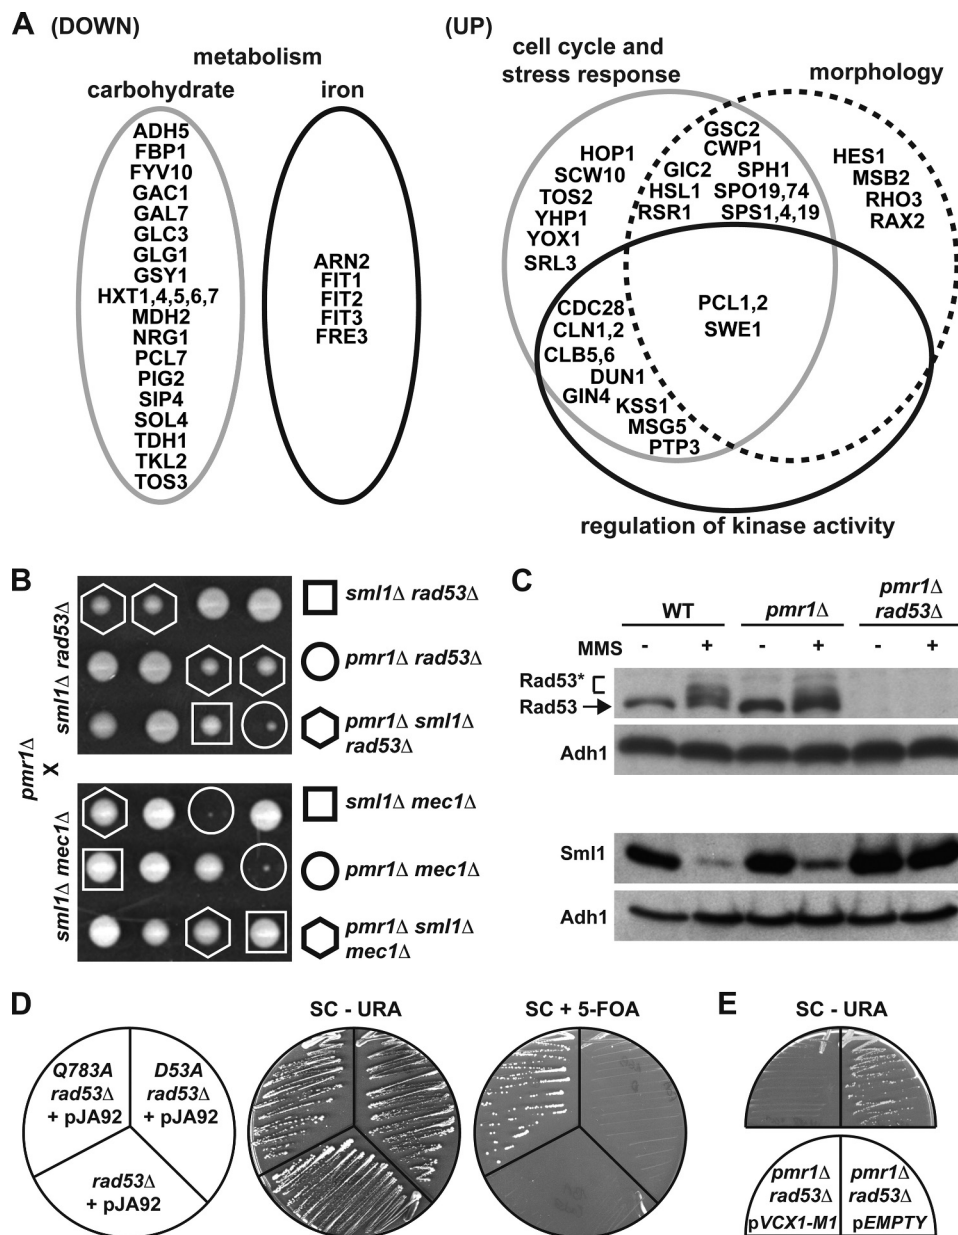 A (DOWN)
metabolism
carbohydrate
iron
ADH5
FBP1
FYV10
GAC1
GAL7
GLC3
GLG1
GSY1
HXT1,4,5,6,7
MDH2
NRG1
PCL7
PIG2
SIP4
SOL4
TDH1
TKL2
TOS3
ARN2
FIT1
FIT2
FIT3
FRE3
(UP)
cell cycle and
stress response
morphology
HOP1
SCW10
TOS2
YHP1
YOX1
SRL3
GSC2
CWP1
GIC2
SPH1
HSL1
SPO19,74
RSR1
SPS1,4,19
HES1
MSB2
RHO3
RAX2
CDC28
CLN1,2
CLB5,6
DUN1
GIN4
KSS1
MSG5
PTP3
PCL1,2
SWE1
regulation of kinase activity
B
pmr1Δ
X
sml1Δ rad53Δ
sml1Δ mec1Δ
sml1Δ rad53Δ
pmr1Δ rad53Δ
pmr1Δ sml1Δ
rad53Δ
sml1Δ mec1Δ
pmr1Δ mec1Δ
pmr1Δ sml1Δ
mec1Δ
C
WT
pmr1Δ
pmr1Δ
rad53Δ
MMS - + - + - +
Rad53*
Rad53
Adh1
Sml1
Adh1
D
Q783A
rad53Δ
+ pJA92
D53A
rad53Δ
+ pJA92
rad53Δ
+ pJA92
SC - URA
SC + 5-FOA
E
SC - URA
pmr1Δ
rad53Δ
pVCX1-M1
pmr1Δ
rad53Δ
pEMPTY